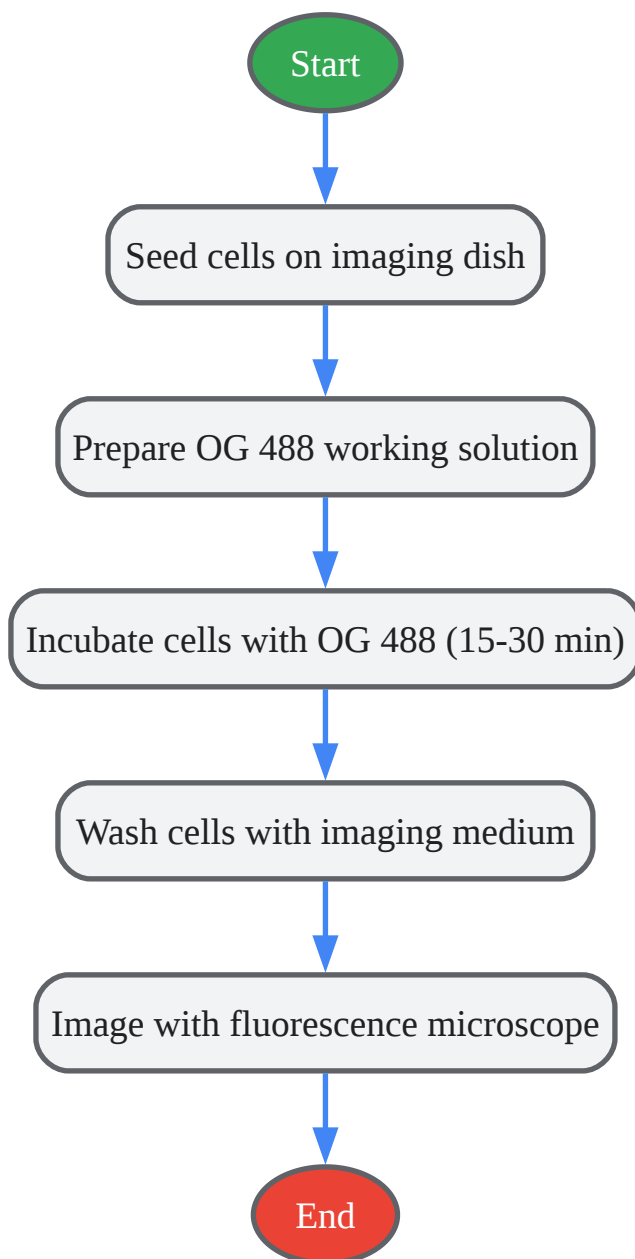 Start
Seed cells on imaging dish
Prepare OG 488 working solution
Incubate cells with OG 488 (15-30 min)
Wash cells with imaging medium
Image with fluorescence microscope
End